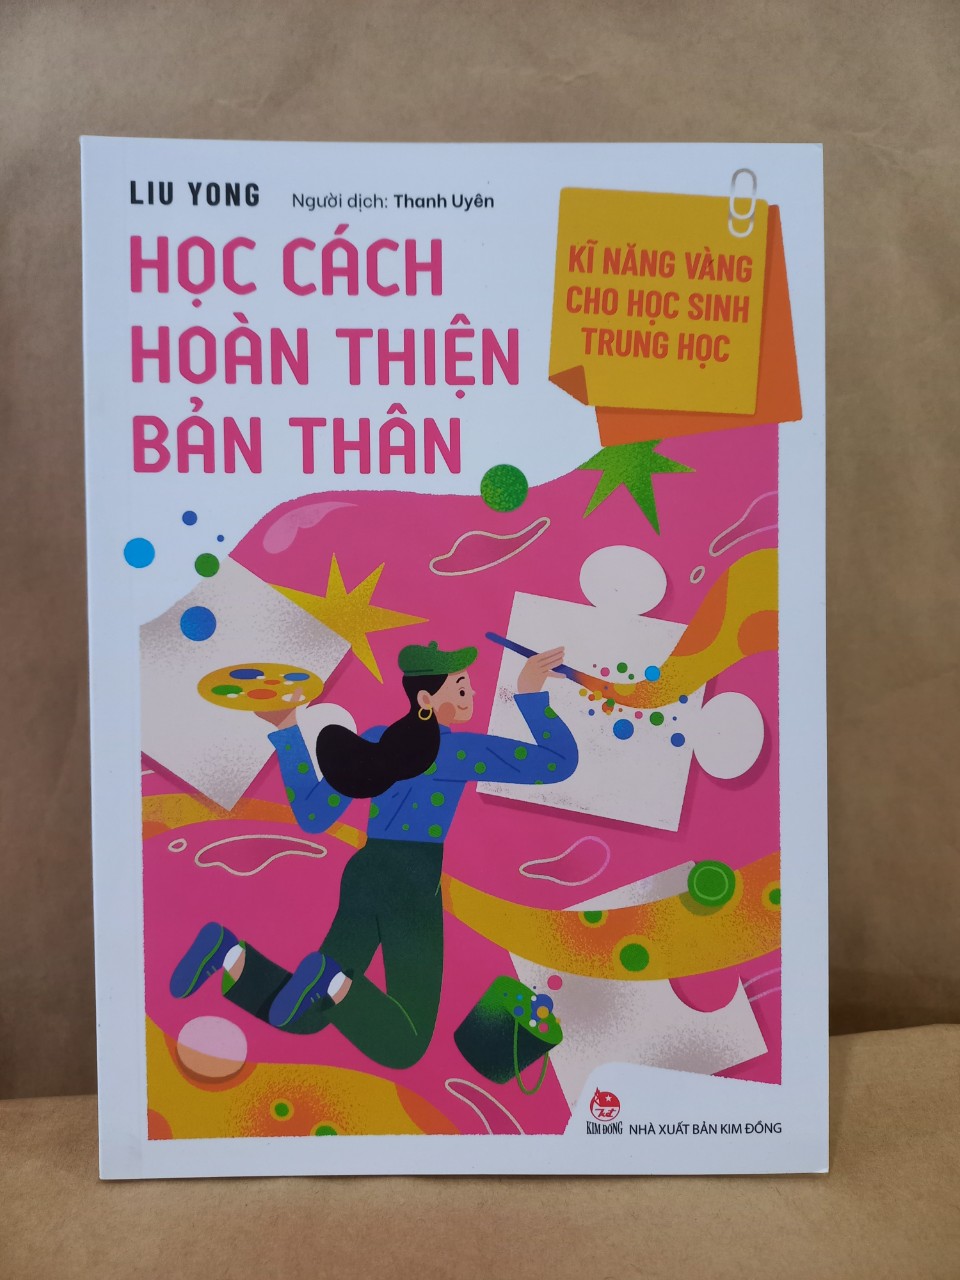 LIU YONG
Người dịch: Thanh Uyên
HỌC CÁCH
HOÀN THIỆN
BẢN THÂN
KĨ NĂNG VÀNG
CHO HỌC SINH
TRUNG HỌC
KIM ĐỒNG
NHÀ XUẤT BẢN KIM ĐỒNG